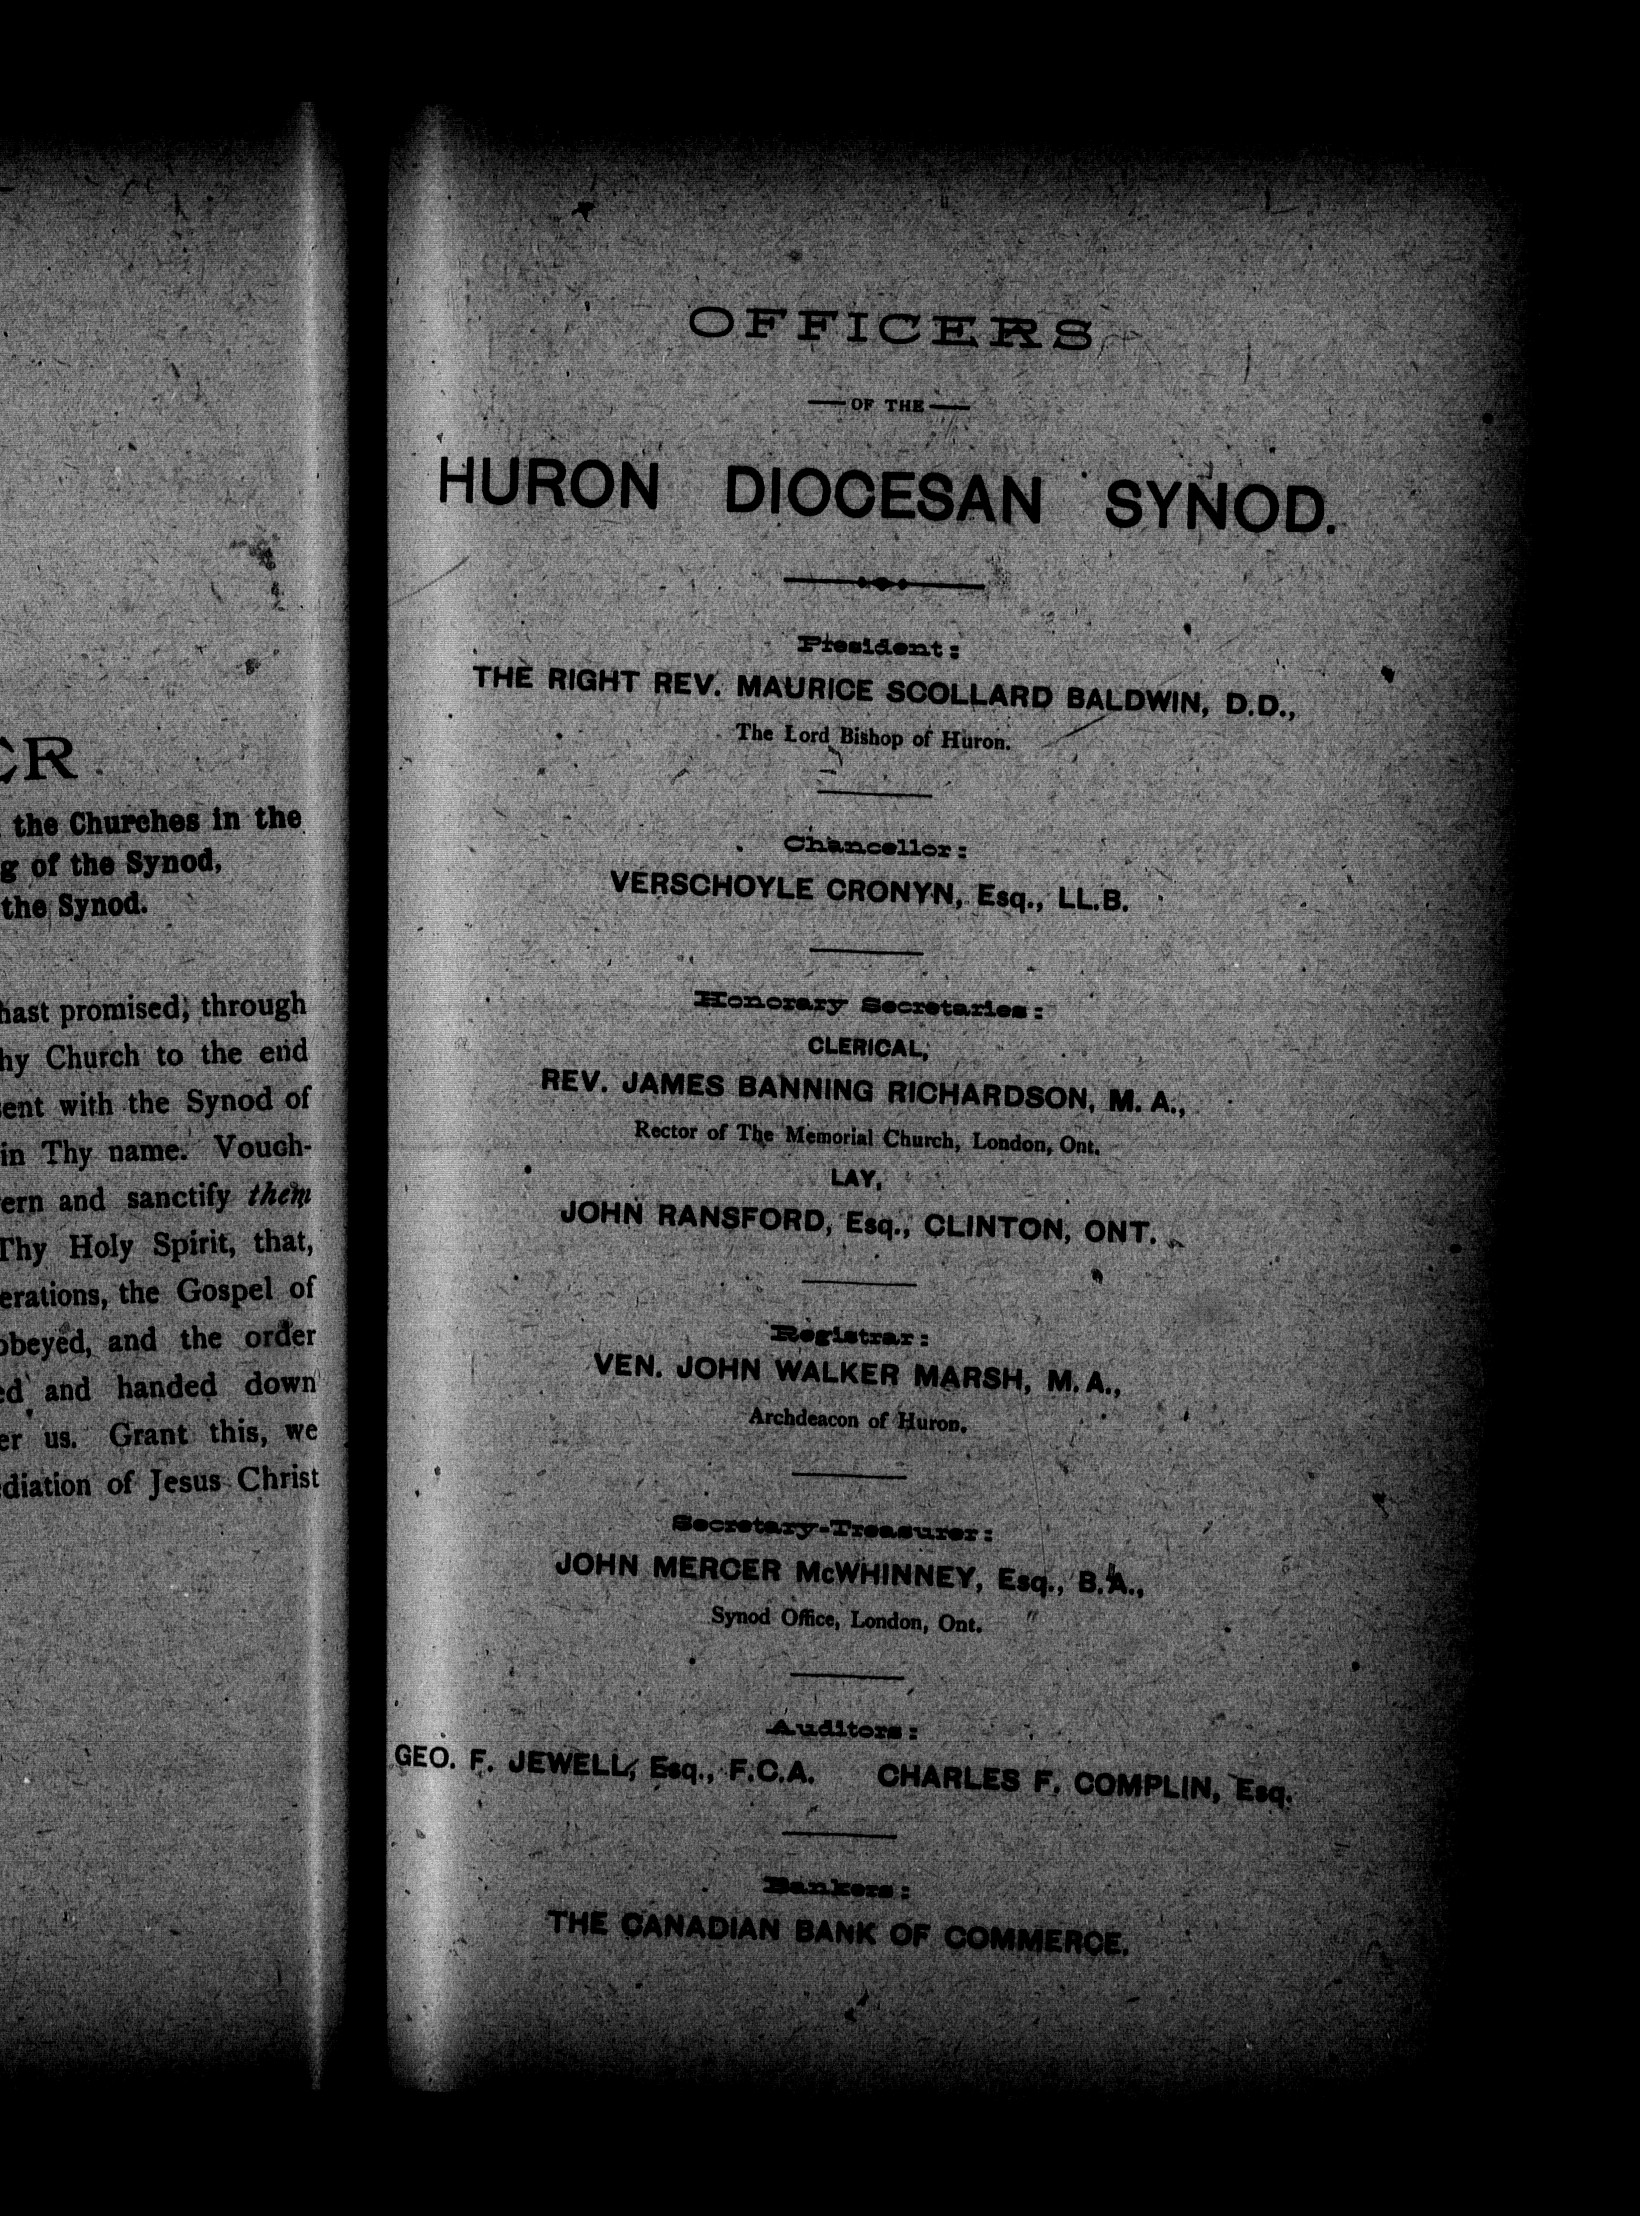 ER
the Churches in the
g of the Synod,
the Synod.
hast promised, through
hy Church to the end
sent with the Synod of
in Thy name. Vouch-
ern and sanctify them
Thy Holy Spirit, that,
erations, the Gospel of
obeyed, and the order
ed and handed down
er us. Grant this, we
ediation of Jesus Christ
OFFICERS
— OF THE —
HURON DIOCESAN SYNOD.
President:
THE RIGHT REV. MAURICE SCOLLARD BALDWIN, D.D.,
The Lord Bishop of Huron.
Chancellor:
VERSCHOYLE CRONYN, Esq., LL.B.
Honorary Secretaries:
CLERICAL,
REV. JAMES BANNING RICHARDSON, M. A.,
Rector of The Memorial Church, London, Ont.
LAY,
JOHN RANSFORD, Esq., CLINTON, ONT.
Registrar:
VEN. JOHN WALKER MARSH, M. A.,
Archdeacon of Huron.
Secretary-Treasurer:
JOHN MERCER McWHINNEY, Esq., B.A.,
Synod Office, London, Ont.
Auditors:
GEO. F. JEWELL, Esq., F.C.A. CHARLES F. COMPLIN, Esq.
Bankers:
THE CANADIAN BANK OF COMMERCE.